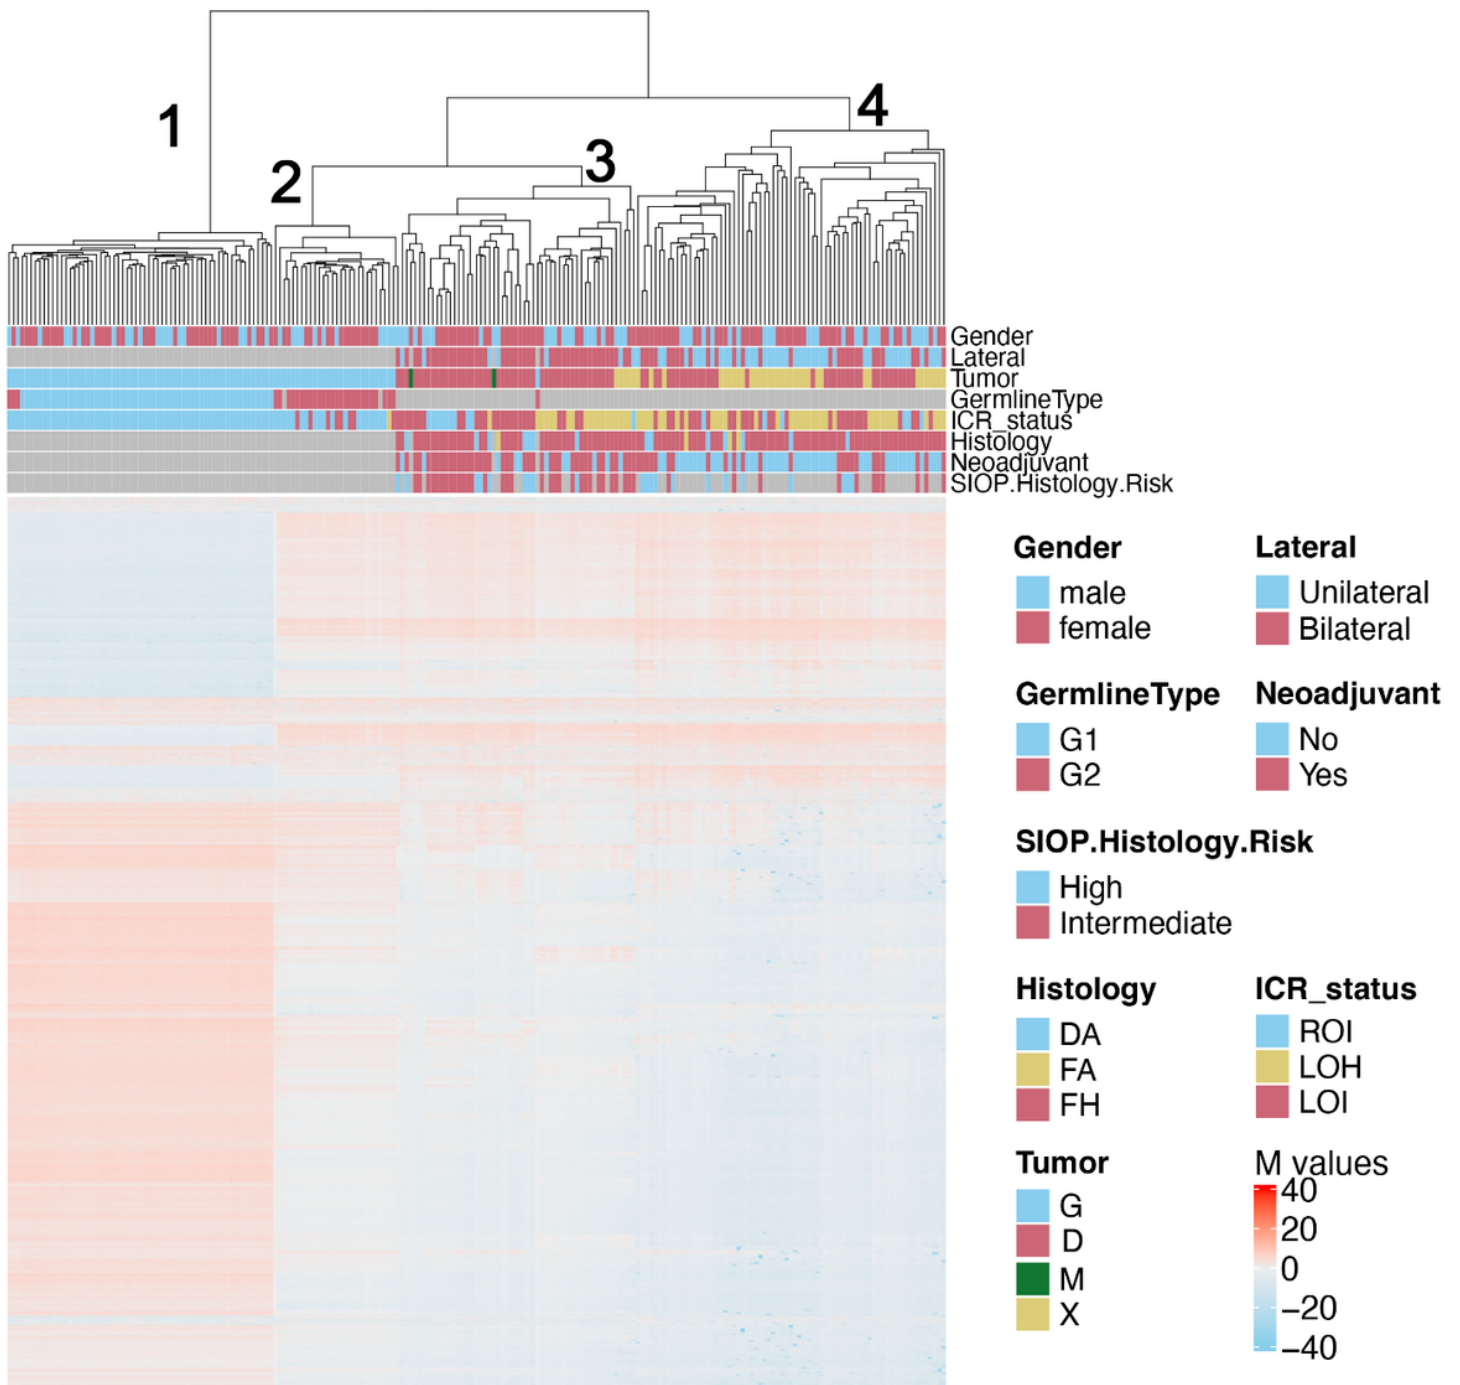 1
2
3
4
Gender
Lateral
Tumor
GermlineType
ICR_status
Histology
Neoadjuvant
SIOP.Histology.Risk
Gender
male
female
Lateral
Unilateral
Bilateral
GermlineType
G1
G2
Neoadjuvant
No
Yes
SIOP.Histology.Risk
High
Intermediate
Histology
DA
FA
FH
ICR_status
ROI
LOH
LOI
Tumor
G
D
M
X
M values
40
20
0
−20
−40